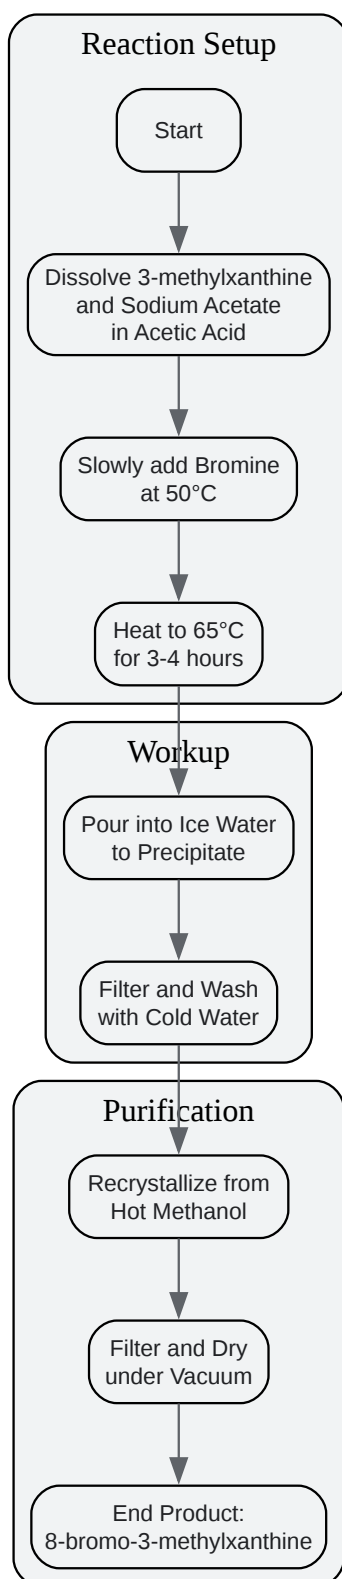 Reaction Setup
Start
Dissolve 3-methylxanthine
and Sodium Acetate
in Acetic Acid
Slowly add Bromine
at 50°C
Heat to 65°C
for 3-4 hours
Workup
Pour into Ice Water
to Precipitate
Filter and Wash
with Cold Water
Purification
Recrystallize from
Hot Methanol
Filter and Dry
under Vacuum
End Product:
8-bromo-3-methylxanthine